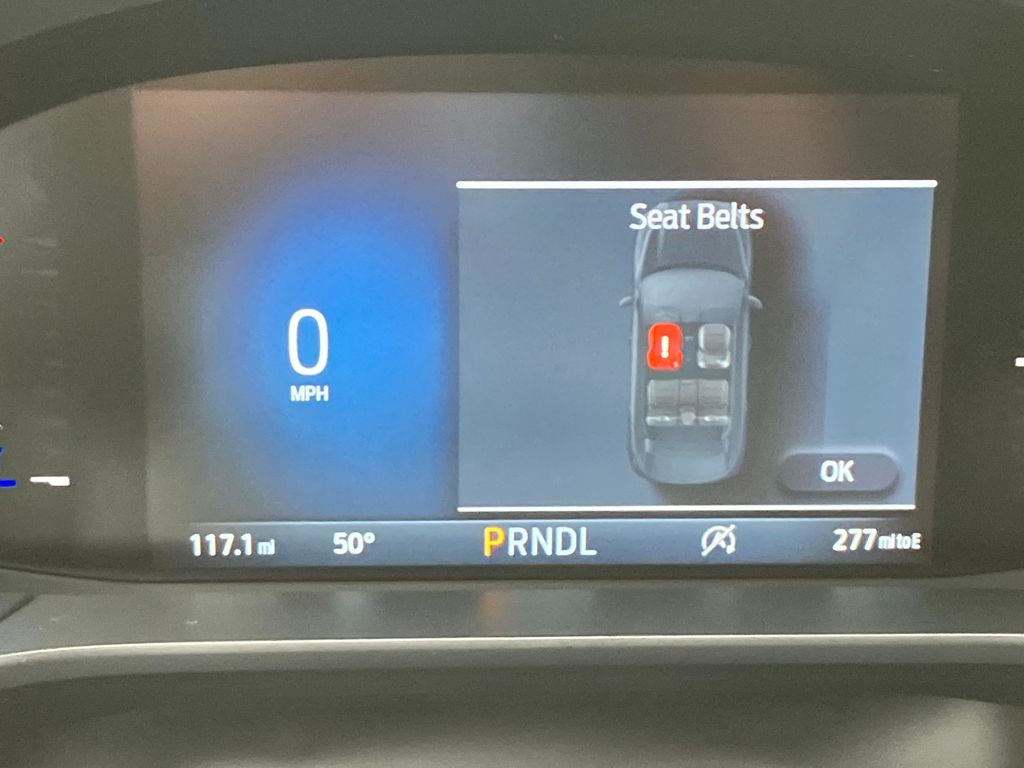 Seat Belts
!
0
MPH
OK
117.1 mi 50° PRNDL 277 mi to E